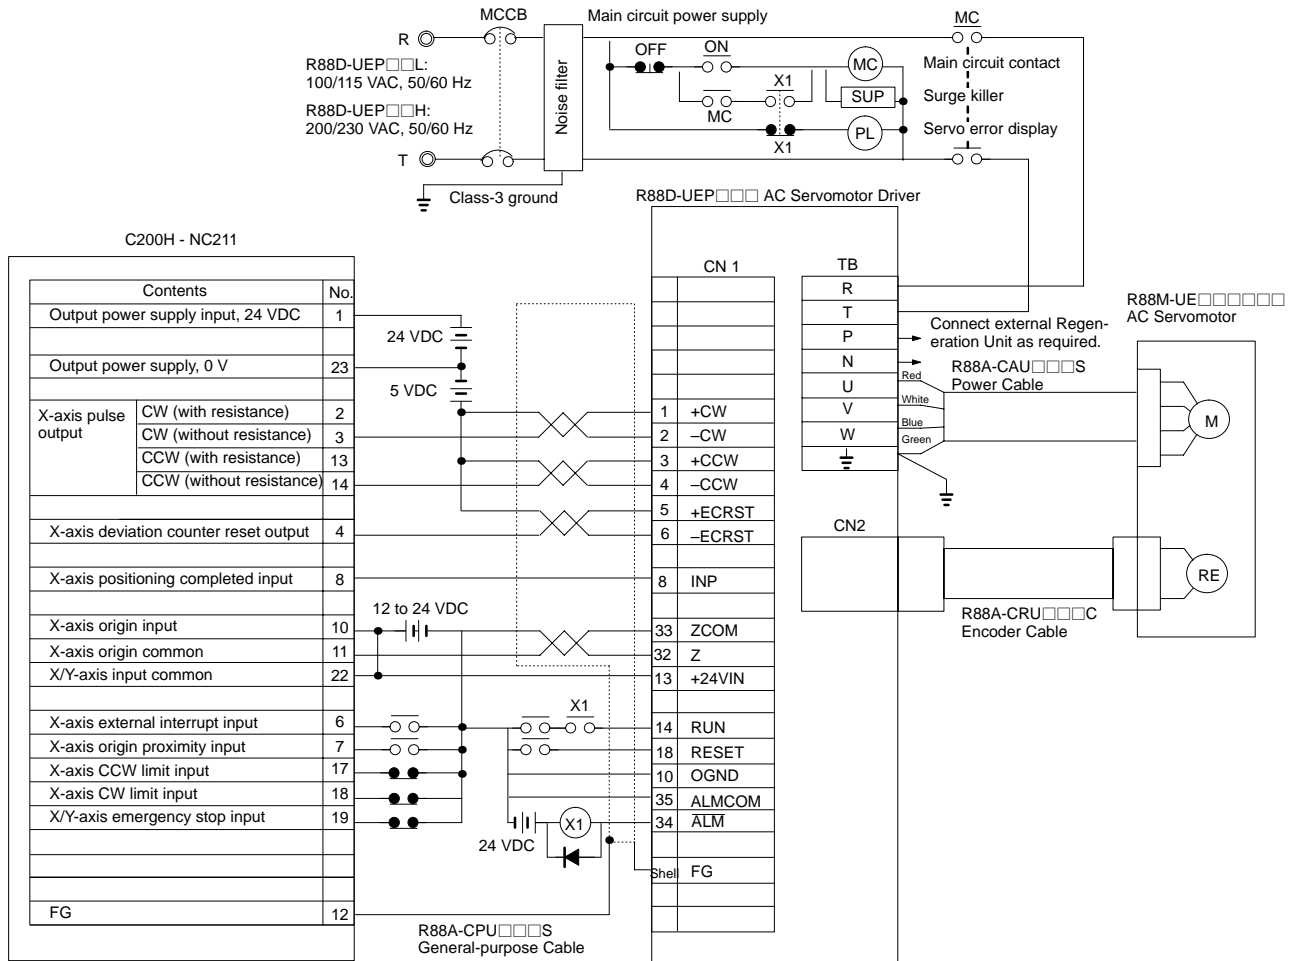 MCCB
Main circuit power supply
MC
R
R88D-UEP□□L:
100/115 VAC, 50/60 Hz
R88D-UEP□□H:
200/230 VAC, 50/60 Hz
T
Noise filter
OFF
ON
MC
Main circuit contact
X1
SUP
Surge killer
MC
PL
Servo error display
X1
Class-3 ground
R88D-UEP□□□ AC Servomotor Driver
C200H - NC211
Contents
No.
Output power supply input, 24 VDC
1
Output power supply, 0 V
23
X-axis pulse
output
CW (with resistance)
2
CW (without resistance)
3
CCW (with resistance)
13
CCW (without resistance)
14
X-axis deviation counter reset output
4
X-axis positioning completed input
8
X-axis origin input
10
X-axis origin common
11
X/Y-axis input common
22
X-axis external interrupt input
6
X-axis origin proximity input
7
X-axis CCW limit input
17
X-axis CW limit input
18
X/Y-axis emergency stop input
19
FG
12
24 VDC
5 VDC
12 to 24 VDC
X1
24 VDC
X1
R88A-CPU□□□S
General-purpose Cable
CN 1
1 +CW
2 –CW
3 +CCW
4 –CCW
5 +ECRST
6 –ECRST
8 INP
33 ZCOM
32 Z
13 +24VIN
14 RUN
18 RESET
10 OGND
35 ALMCOM
34 A̅L̅M̅
Shell FG
TB
R
T
P
N
U
V
W
Connect external Regen-
eration Unit as required.
Red
White
Blue
Green
R88A-CAU□□□S
Power Cable
R88M-UE□□□□□□
AC Servomotor
M
CN2
RE
R88A-CRU□□□C
Encoder Cable